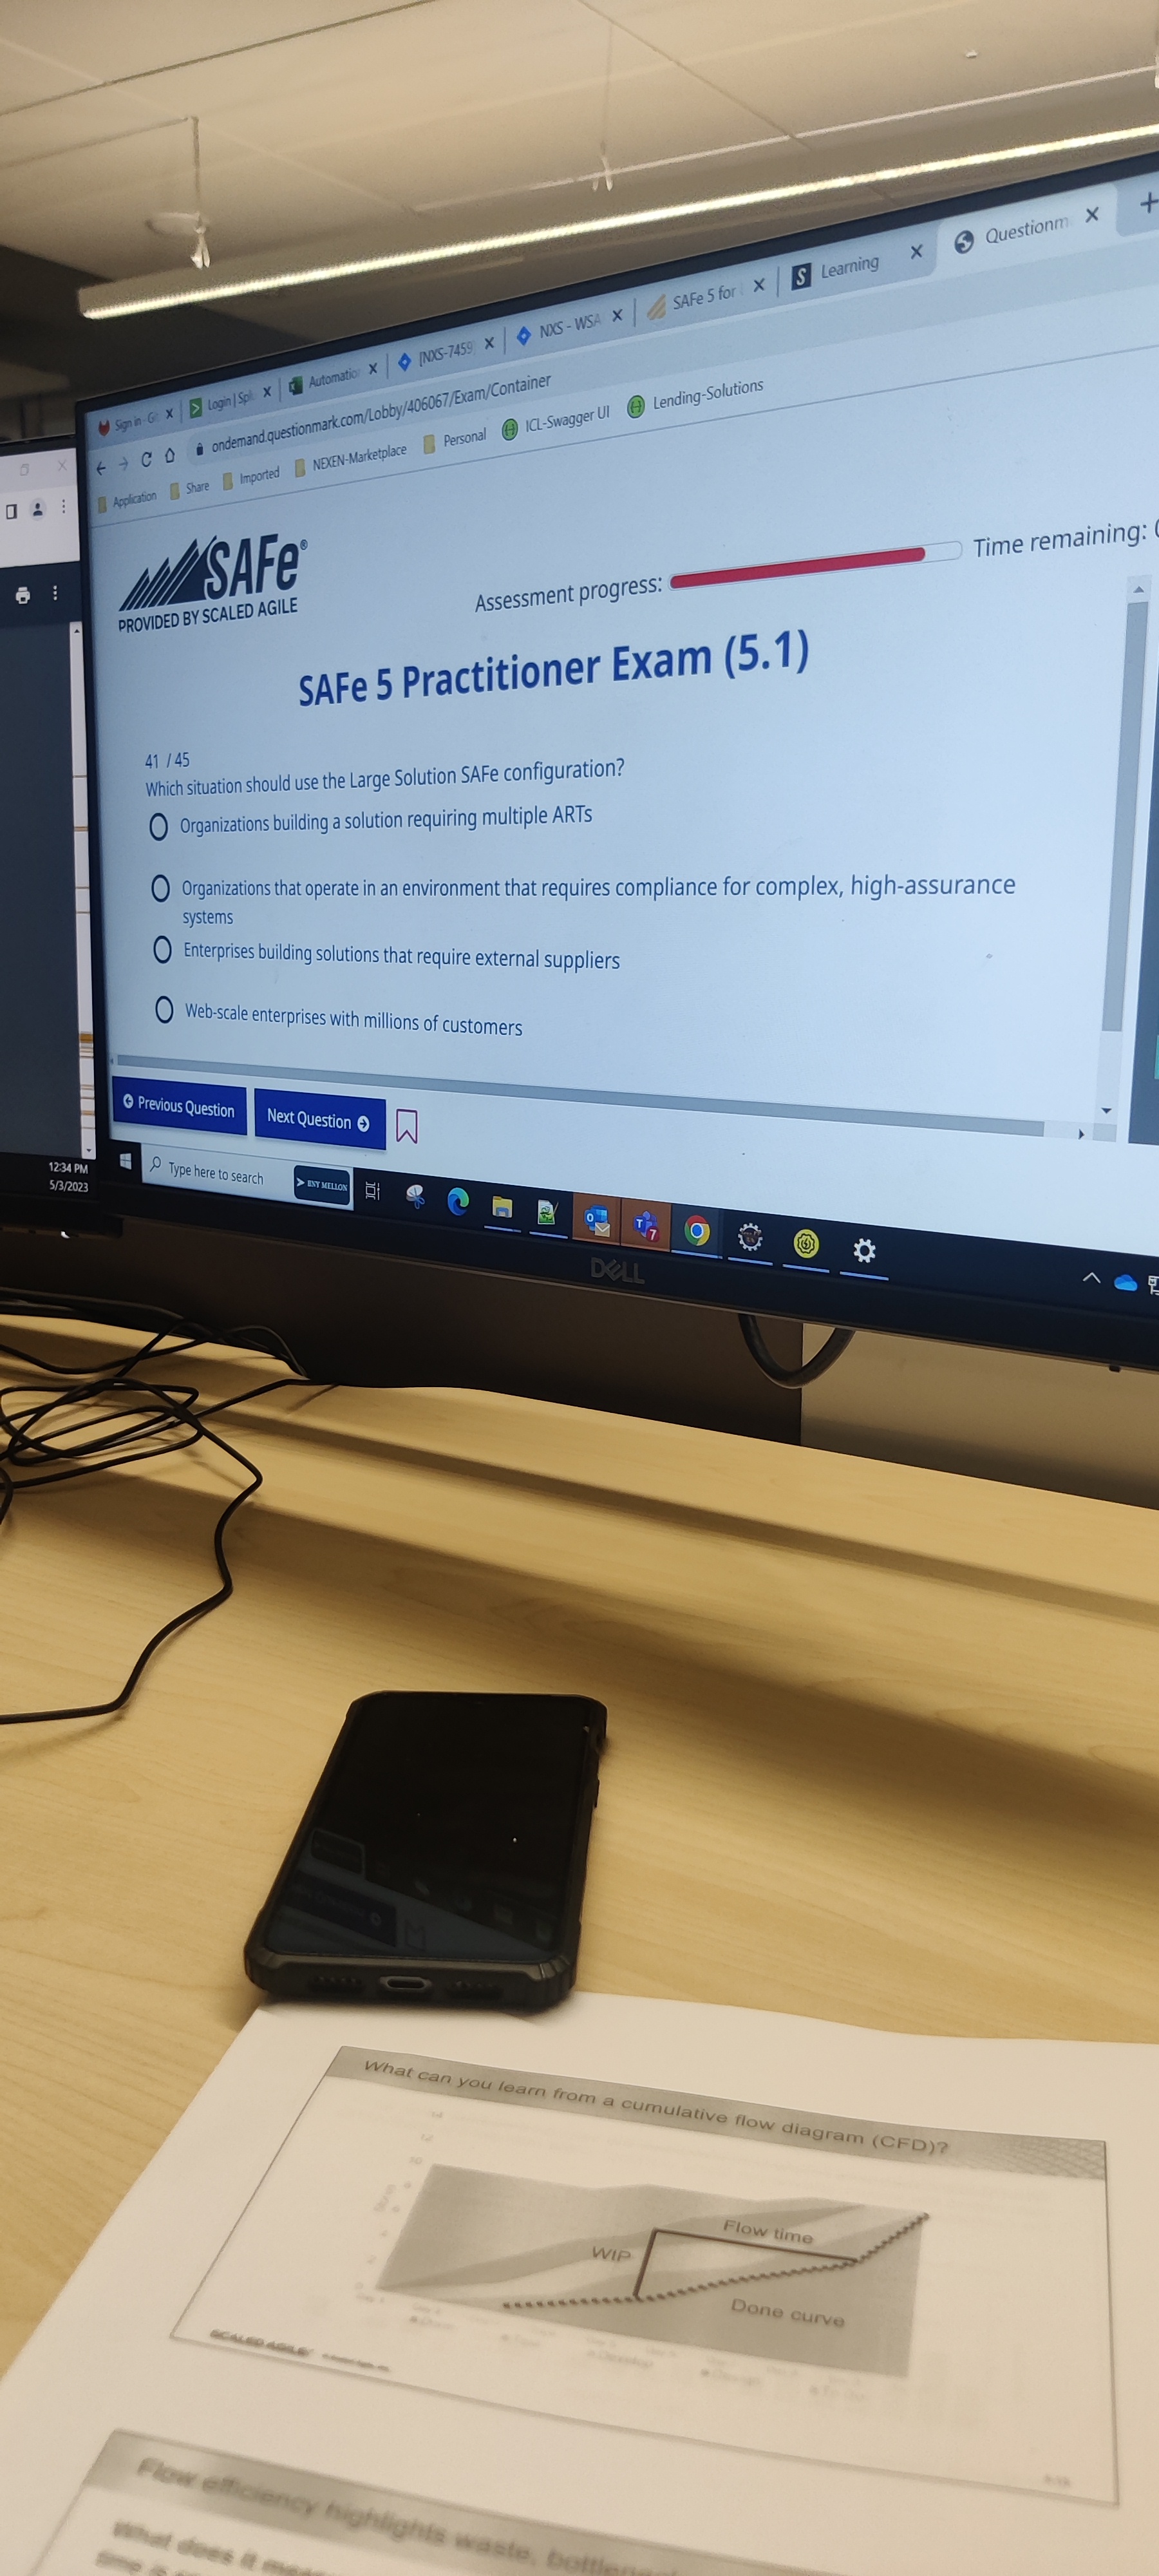 Sign in - G
Login | Spl
Automatio
[NXS-7459
NXS - WSA
SAFe 5 for
Learning
Questionm
ondemand.questionmark.com/Lobby/406067/Exam/Container
Application
Share
Imported
NEXEN-Marketplace
Personal
ICL-Swagger UI
Lending-Solutions
SAFe®
PROVIDED BY SCALED AGILE
Assessment progress:
Time remaining:
SAFe 5 Practitioner Exam (5.1)
41 / 45
Which situation should use the Large Solution SAFe configuration?
Organizations building a solution requiring multiple ARTs
Organizations that operate in an environment that requires compliance for complex, high-assurance
systems
Enterprises building solutions that require external suppliers
Web-scale enterprises with millions of customers
Previous Question
Next Question
12:34 PM
5/3/2023
Type here to search
BNY MELLON
7
DELL
What can you learn from a cumulative flow diagram (CFD)?
Flow time
WIP
Done curve
SCALED AGILE
Flow efficiency highlights waste,
What does it
time is